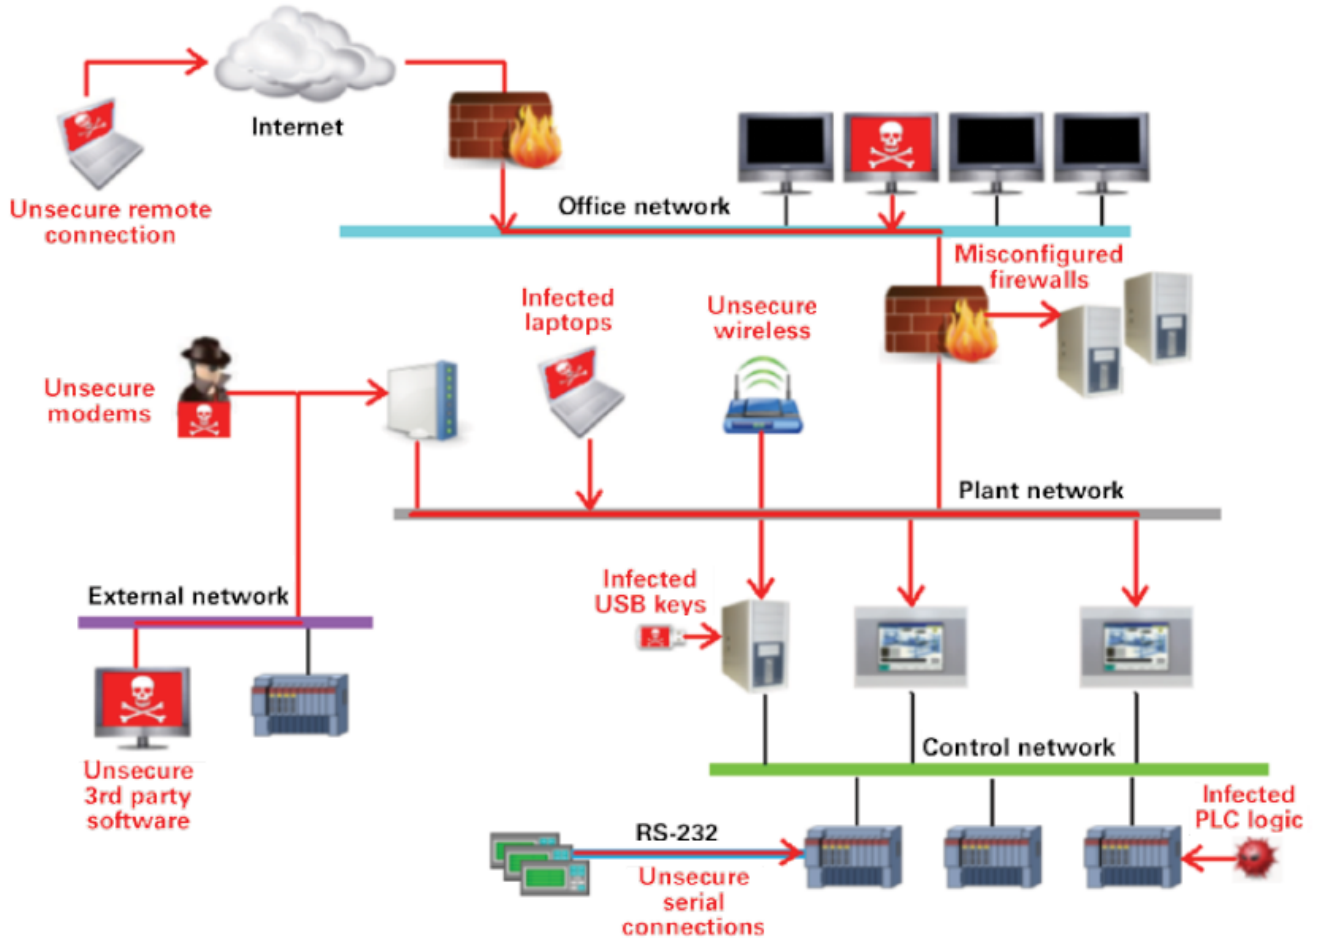 Internet
Unsecure remote
connection
Office network
Misconfigured
firewalls
Infected
laptops
Unsecure
wireless
Unsecure
modems
Plant network
External network
Infected
USB keys
Unsecure
3rd party
software
Control network
RS-232
Unsecure
serial
connections
Infected
PLC logic